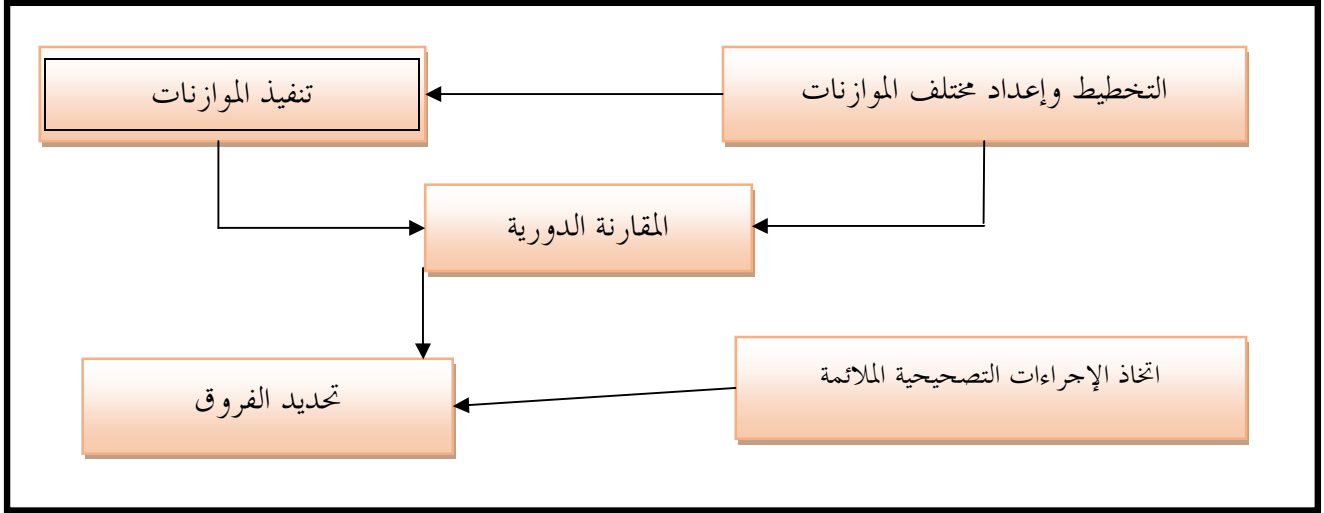 التخطيط وإعداد مختلف الموازنات
تنفيذ الموازنات
المقارنة الدورية
اتخاذ الإجراءات التصحيحية الملائمة
تحديد الفروق